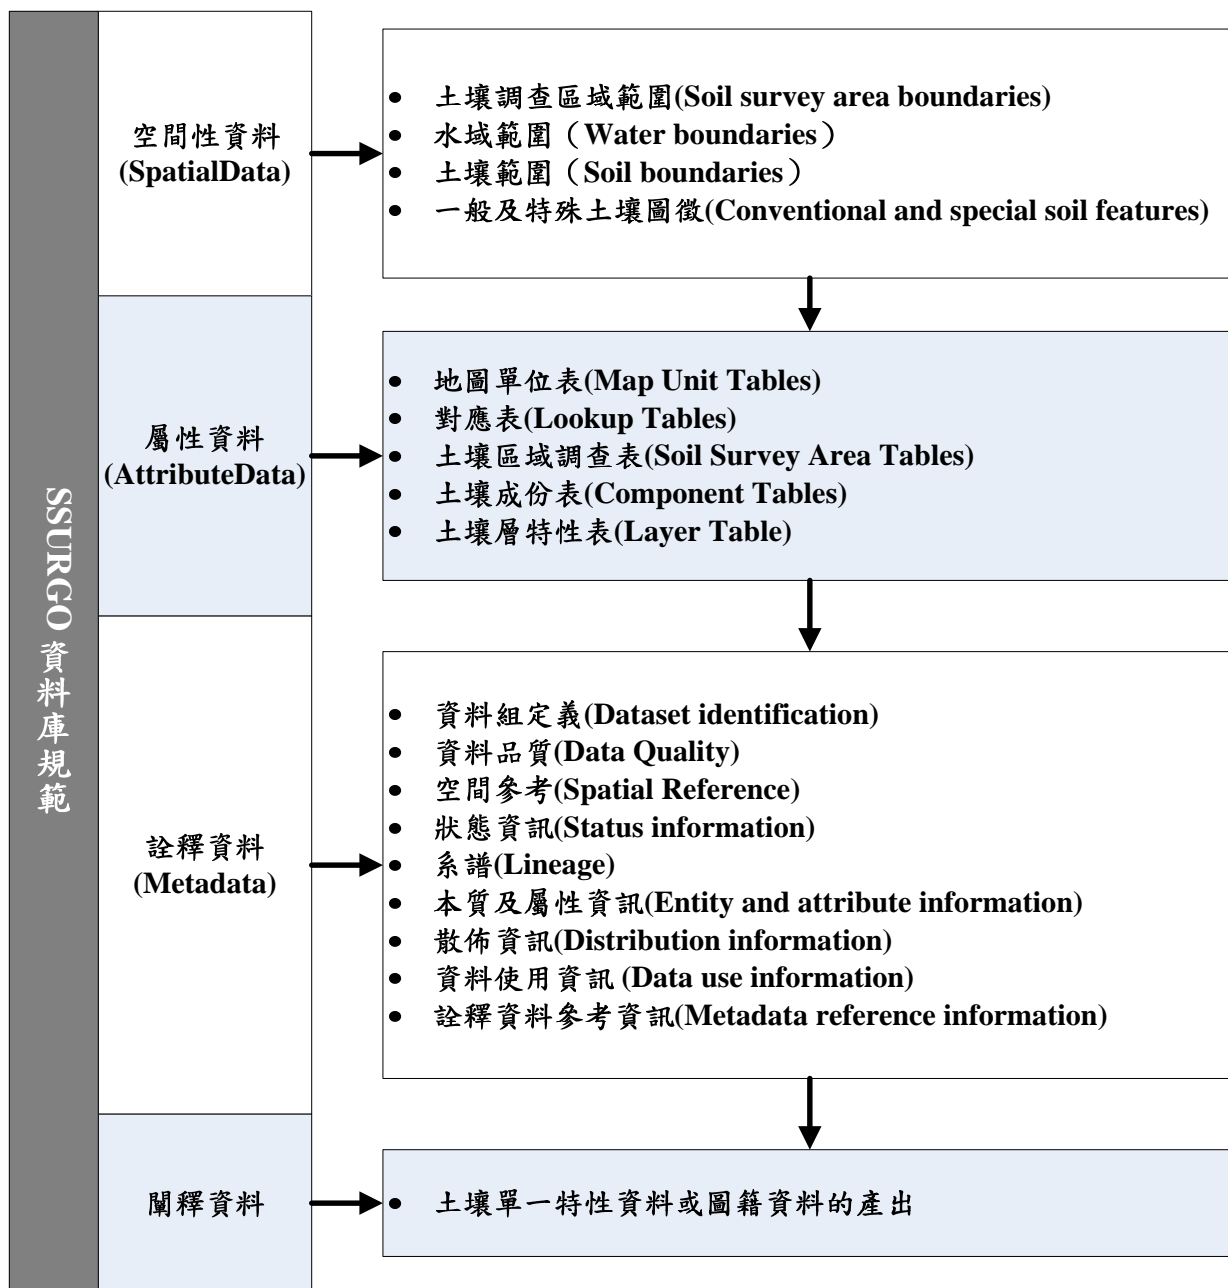 SSURGO資料庫規範
空間性資料
(SpatialData)
土壤調查區域範圍(Soil survey area boundaries)
水域範圍（Water boundaries）
土壤範圍（Soil boundaries）
一般及特殊土壤圖徵(Conventional and special soil features)
屬性資料
(AttributeData)
地圖單位表(Map Unit Tables)
對應表(Lookup Tables)
土壤區域調查表(Soil Survey Area Tables)
土壤成份表(Component Tables)
土壤層特性表(Layer Table)
詮釋資料
(Metadata)
資料組定義(Dataset identification)
資料品質(Data Quality)
空間參考(Spatial Reference)
狀態資訊(Status information)
系譜(Lineage)
本質及屬性資訊(Entity and attribute information)
散佈資訊(Distribution information)
資料使用資訊 (Data use information)
詮釋資料參考資訊(Metadata reference information)
闡釋資料
土壤單一特性資料或圖籍資料的產出